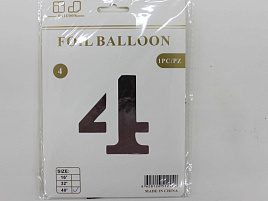 FOIL BALLOON
4
1PC/PZ
4
SIZE:
16"
32"
40"
MADE IN CHINA